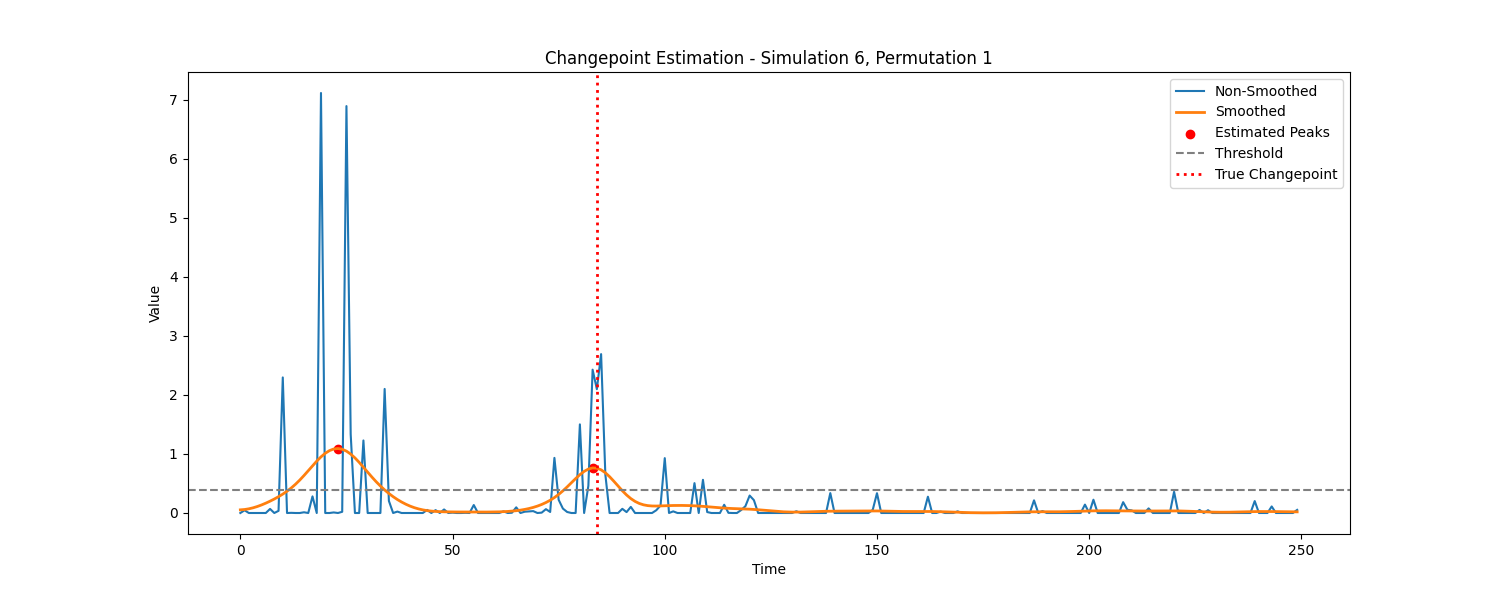 Changepoint Estimation - Simulation 6, Permutation 1
Non-Smoothed
Smoothed
Estimated Peaks
Threshold
True Changepoint
7
6
5
4
3
2
1
0
Value
0
50
100
150
200
250
Time